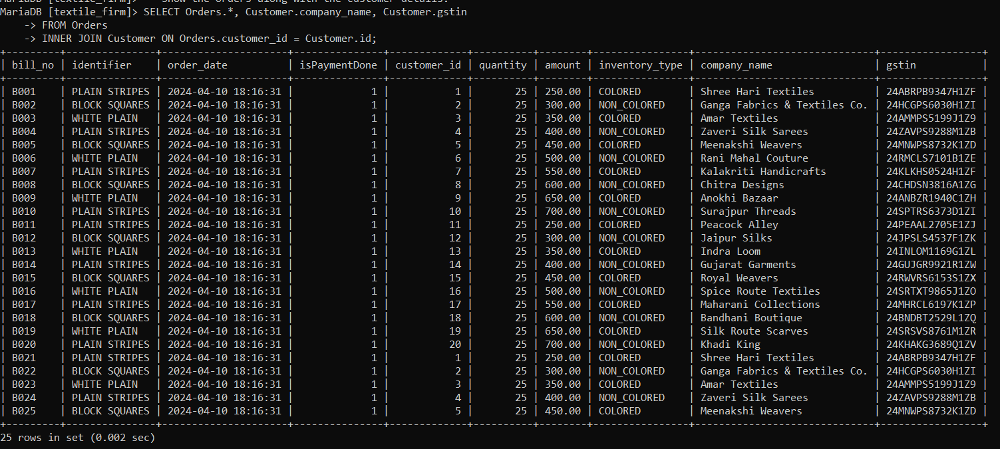 MariaDB [textile_firm]> -- Show the orders along with the customer details.
MariaDB [textile_firm]> SELECT Orders.*, Customer.company_name, Customer.gstin
    -> FROM Orders
    -> INNER JOIN Customer ON Orders.customer_id = Customer.id;
+---------+---------------+---------------------+---------------+-------------+----------+--------+----------------+------------------------------+-----------------+
| bill_no | identifier    | order_date          | isPaymentDone | customer_id | quantity | amount | inventory_type | company_name                 | gstin           |
+---------+---------------+---------------------+---------------+-------------+----------+--------+----------------+------------------------------+-----------------+
| B001    | PLAIN STRIPES | 2024-04-10 18:16:31 |             1 |           1 |       25 | 250.00 | COLORED        | Shree Hari Textiles          | 24ABRPB9347H1ZF |
| B002    | BLOCK SQUARES | 2024-04-10 18:16:31 |             1 |           2 |       25 | 300.00 | NON_COLORED    | Ganga Fabrics & Textiles Co. | 24HCGPS6030H1ZI |
| B003    | WHITE PLAIN   | 2024-04-10 18:16:31 |             1 |           3 |       25 | 350.00 | COLORED        | Amar Textiles                | 24AMMPS5199J1Z9 |
| B004    | PLAIN STRIPES | 2024-04-10 18:16:31 |             1 |           4 |       25 | 400.00 | NON_COLORED    | Zaveri Silk Sarees           | 24ZAVPS9288M1ZB |
| B005    | BLOCK SQUARES | 2024-04-10 18:16:31 |             1 |           5 |       25 | 450.00 | COLORED        | Meenakshi Weavers            | 24MNWPS8732K1ZD |
| B006    | WHITE PLAIN   | 2024-04-10 18:16:31 |             1 |           6 |       25 | 500.00 | NON_COLORED    | Rani Mahal Couture           | 24RMCLS7101B1ZE |
| B007    | PLAIN STRIPES | 2024-04-10 18:16:31 |             1 |           7 |       25 | 550.00 | COLORED        | Kalakriti Handicrafts        | 24KLKHS0524H1ZF |
| B008    | BLOCK SQUARES | 2024-04-10 18:16:31 |             1 |           8 |       25 | 600.00 | NON_COLORED    | Chitra Designs               | 24CHDSN3816A1ZG |
| B009    | WHITE PLAIN   | 2024-04-10 18:16:31 |             1 |           9 |       25 | 650.00 | COLORED        | Anokhi Bazaar                | 24ANBZR1940C1ZH |
| B010    | PLAIN STRIPES | 2024-04-10 18:16:31 |             1 |          10 |       25 | 700.00 | NON_COLORED    | Surajpur Threads             | 24SPTRS6373D1ZI |
| B011    | PLAIN STRIPES | 2024-04-10 18:16:31 |             1 |          11 |       25 | 250.00 | COLORED        | Peacock Alley                | 24PEAAL2705E1ZJ |
| B012    | BLOCK SQUARES | 2024-04-10 18:16:31 |             1 |          12 |       25 | 300.00 | NON_COLORED    | Jaipur Silks                 | 24JPSLS4537F1ZK |
| B013    | WHITE PLAIN   | 2024-04-10 18:16:31 |             1 |          13 |       25 | 350.00 | COLORED        | Indra Loom                   | 24INLOM1169G1ZL |
| B014    | PLAIN STRIPES | 2024-04-10 18:16:31 |             1 |          14 |       25 | 400.00 | NON_COLORED    | Gujarat Garments             | 24GUJGR9921R1ZW |
| B015    | BLOCK SQUARES | 2024-04-10 18:16:31 |             1 |          15 |       25 | 450.00 | COLORED        | Royal Weavers                | 24RWVRS6153S1ZX |
| B016    | WHITE PLAIN   | 2024-04-10 18:16:31 |             1 |          16 |       25 | 500.00 | NON_COLORED    | Spice Route Textiles         | 24SRTXT9865J1ZO |
| B017    | PLAIN STRIPES | 2024-04-10 18:16:31 |             1 |          17 |       25 | 550.00 | COLORED        | Maharani Collections         | 24MHRCL6197K1ZP |
| B018    | BLOCK SQUARES | 2024-04-10 18:16:31 |             1 |          18 |       25 | 600.00 | NON_COLORED    | Bandhani Boutique            | 24BNDBT2529L1ZQ |
| B019    | WHITE PLAIN   | 2024-04-10 18:16:31 |             1 |          19 |       25 | 650.00 | COLORED        | Silk Route Scarves           | 24SRSVS8761M1ZR |
| B020    | PLAIN STRIPES | 2024-04-10 18:16:31 |             1 |          20 |       25 | 700.00 | NON_COLORED    | Khadi King                   | 24KHAKG3689Q1ZV |
| B021    | PLAIN STRIPES | 2024-04-10 18:16:31 |             1 |           1 |       25 | 250.00 | COLORED        | Shree Hari Textiles          | 24ABRPB9347H1ZF |
| B022    | BLOCK SQUARES | 2024-04-10 18:16:31 |             1 |           2 |       25 | 300.00 | NON_COLORED    | Ganga Fabrics & Textiles Co. | 24HCGPS6030H1ZI |
| B023    | WHITE PLAIN   | 2024-04-10 18:16:31 |             1 |           3 |       25 | 350.00 | COLORED        | Amar Textiles                | 24AMMPS5199J1Z9 |
| B024    | PLAIN STRIPES | 2024-04-10 18:16:31 |             1 |           4 |       25 | 400.00 | NON_COLORED    | Zaveri Silk Sarees           | 24ZAVPS9288M1ZB |
| B025    | BLOCK SQUARES | 2024-04-10 18:16:31 |             1 |           5 |       25 | 450.00 | COLORED        | Meenakshi Weavers            | 24MNWPS8732K1ZD |
+---------+---------------+---------------------+---------------+-------------+----------+--------+----------------+------------------------------+-----------------+
25 rows in set (0.002 sec)